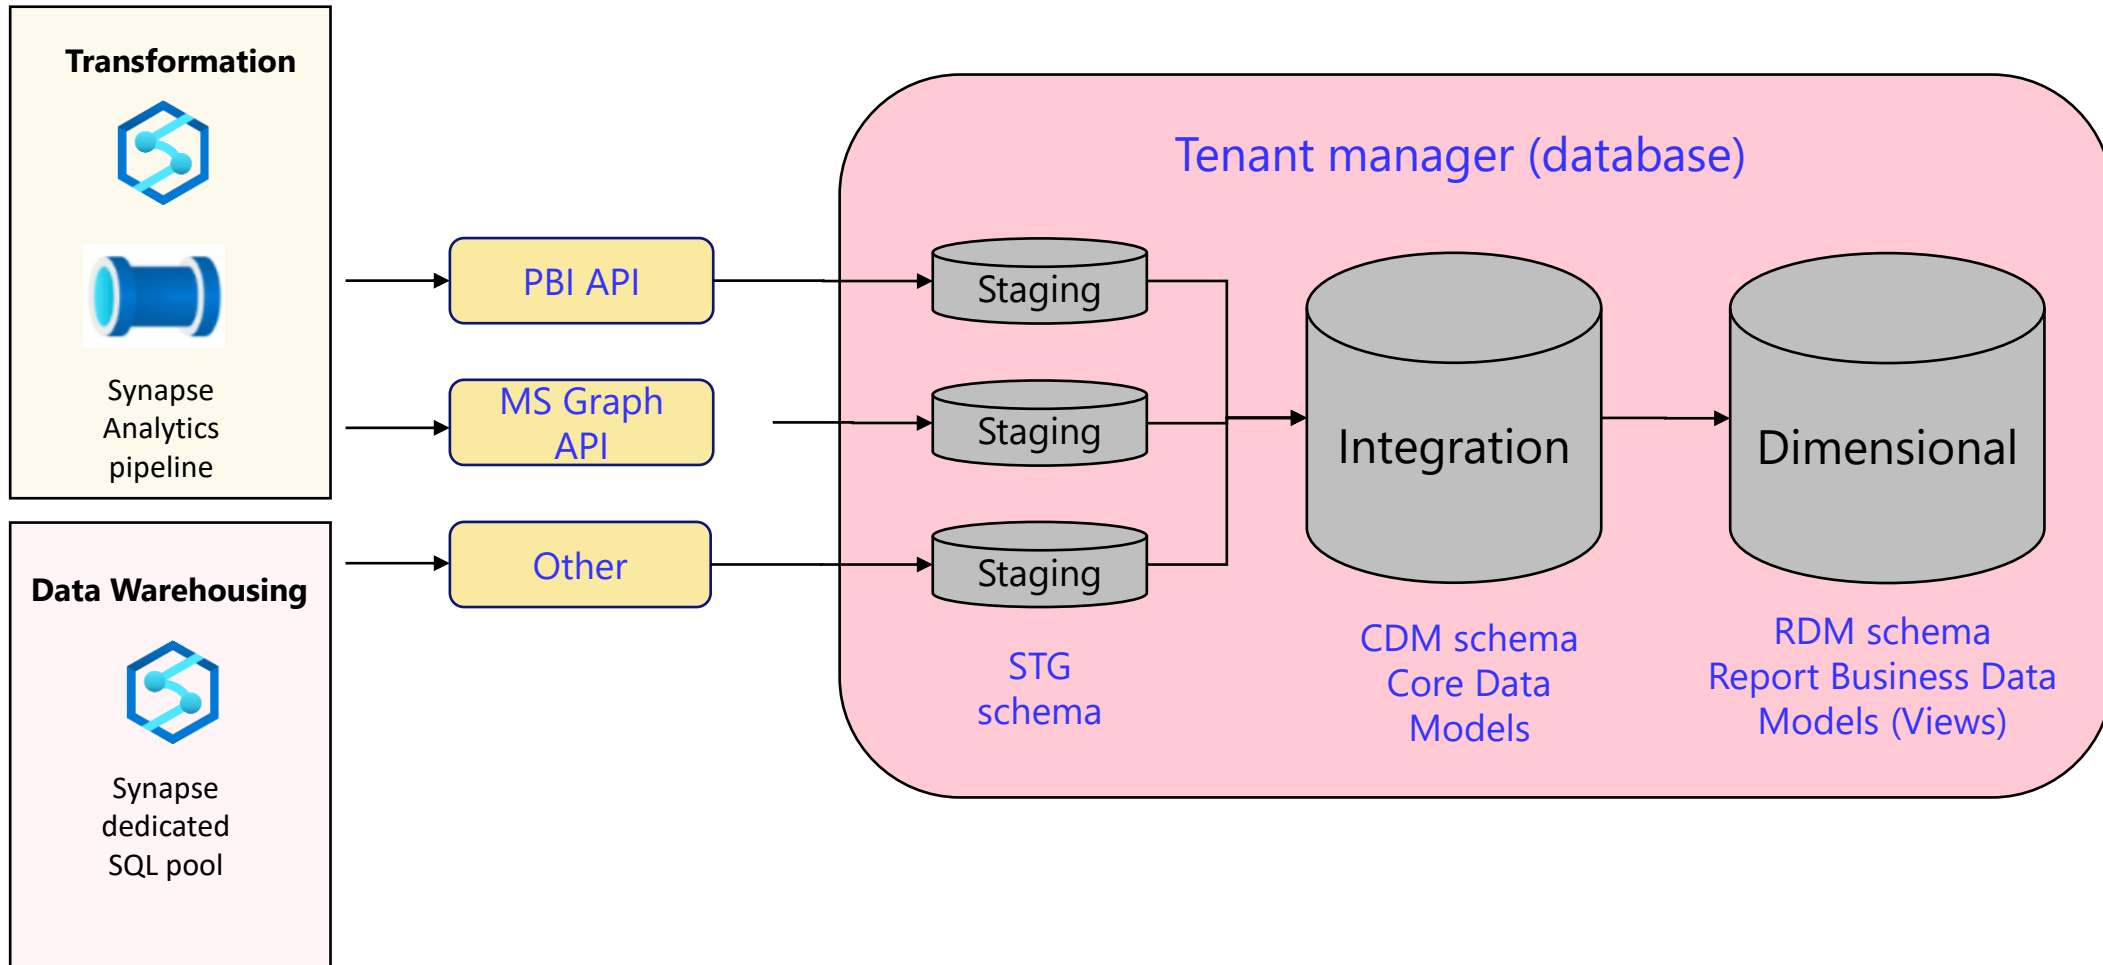 Transformation
Synapse
Analytics
pipeline
Data Warehousing
Synapse
dedicated
SQL pool
PBI API
MS Graph
API
Other
Tenant manager (database)
Staging
Staging
Staging
STG
schema
Integration
CDM schema
Core Data
Models
Dimensional
RDM schema
Report Business Data
Models (Views)